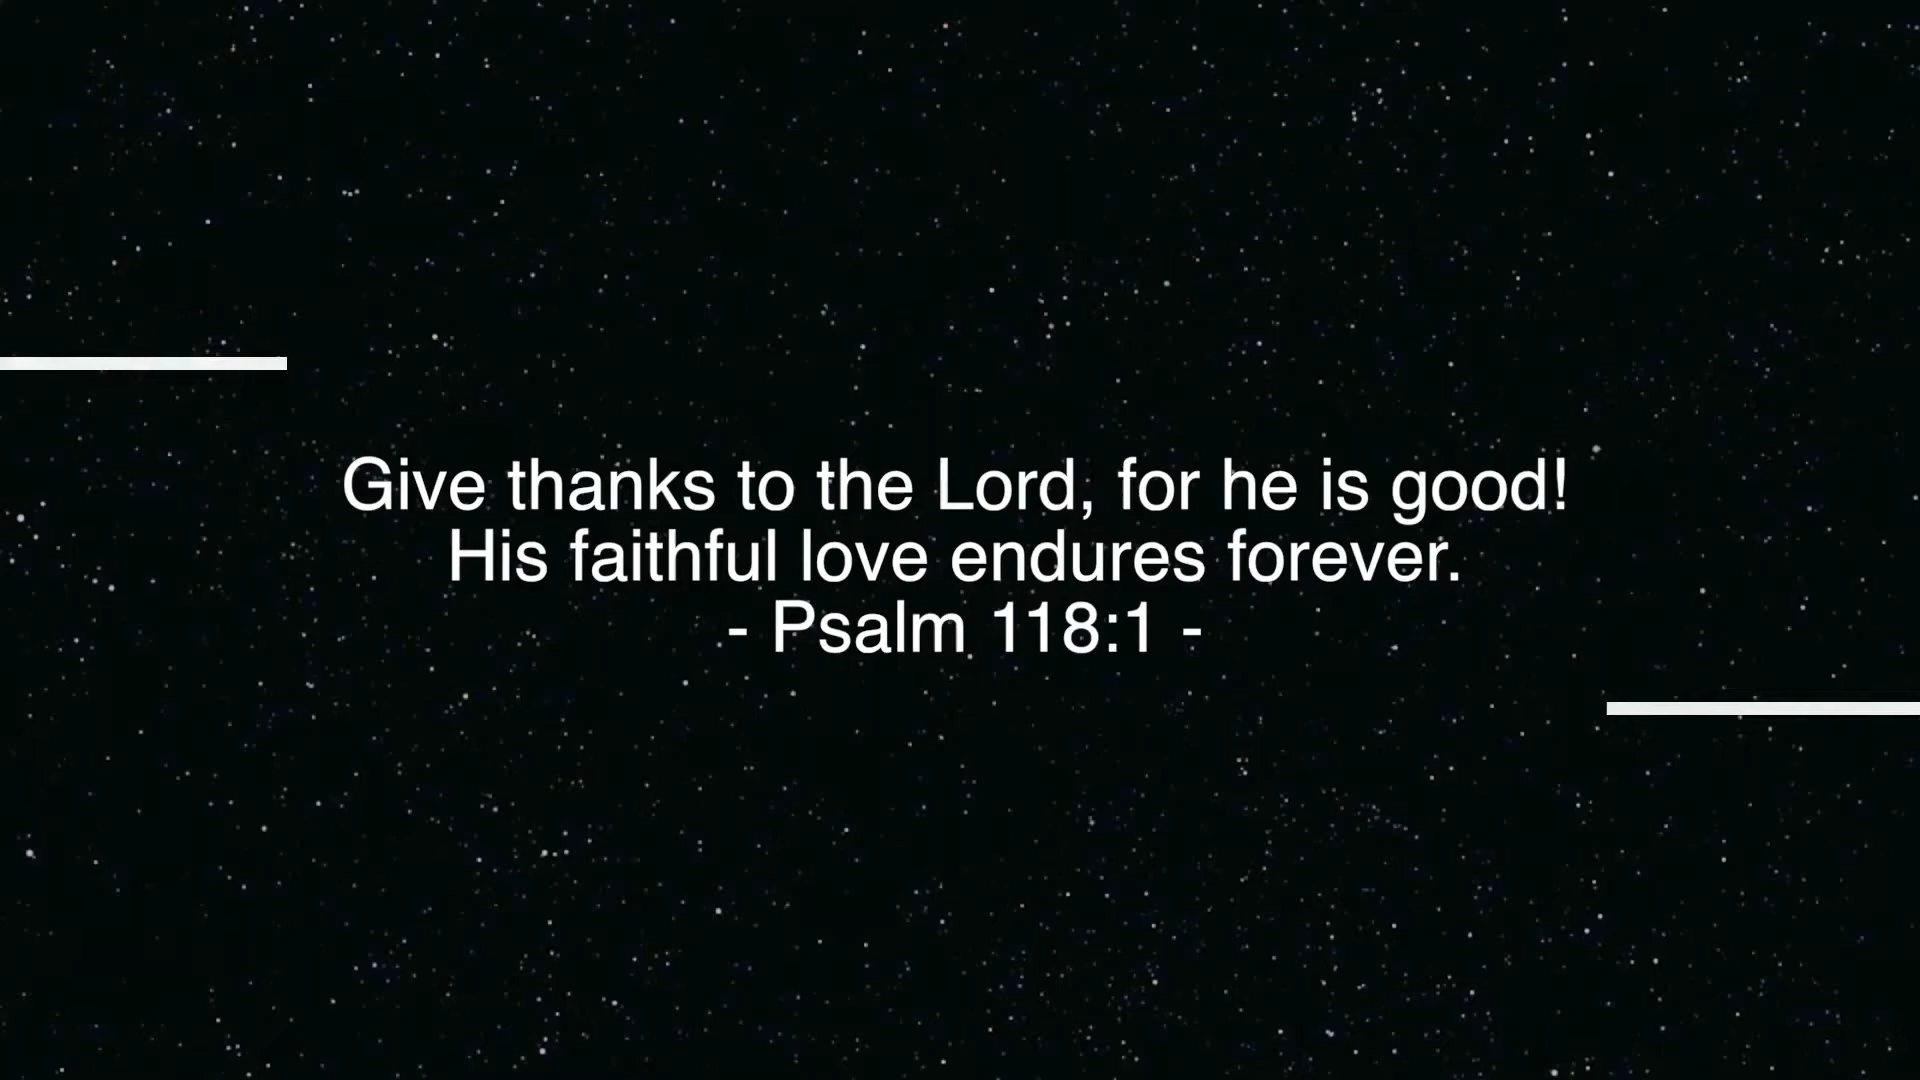 Give thanks to the Lord, for he is good!
His faithful love endures forever.
- Psalm 118:1 -